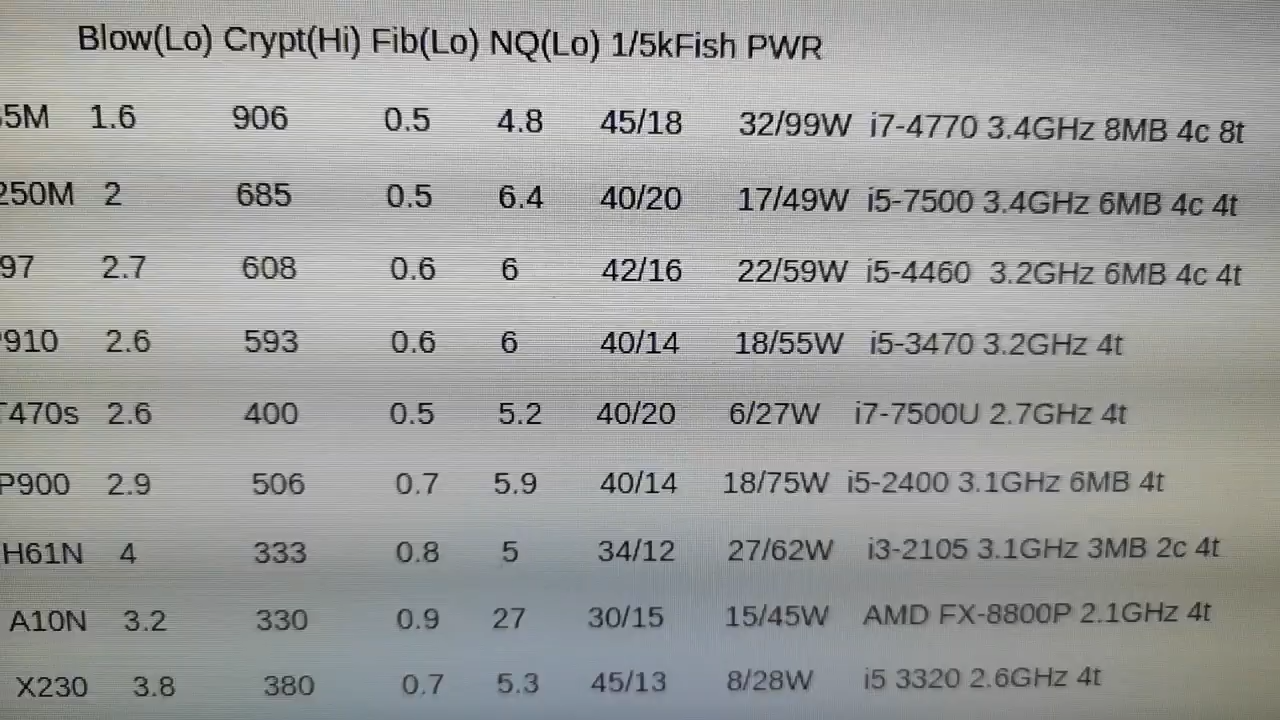 Blow(Lo) Crypt(Hi) Fib(Lo) NQ(Lo) 1/5kFish PWR
5M 1.6 906 0.5 4.8 45/18 32/99W i7-4770 3.4GHz 8MB 4c 8t
250M 2 685 0.5 6.4 40/20 17/49W i5-7500 3.4GHz 6MB 4c 4t
97 2.7 608 0.6 6 42/16 22/59W i5-4460 3.2GHz 6MB 4c 4t
910 2.6 593 0.6 6 40/14 18/55W i5-3470 3.2GHz 4t
T470s 2.6 400 0.5 5.2 40/20 6/27W i7-7500U 2.7GHz 4t
P900 2.9 506 0.7 5.9 40/14 18/75W i5-2400 3.1GHz 6MB 4t
H61N 4 333 0.8 5 34/12 27/62W i3-2105 3.1GHz 3MB 2c 4t
A10N 3.2 330 0.9 27 30/15 15/45W AMD FX-8800P 2.1GHz 4t
X230 3.8 380 0.7 5.3 45/13 8/28W i5 3320 2.6GHz 4t